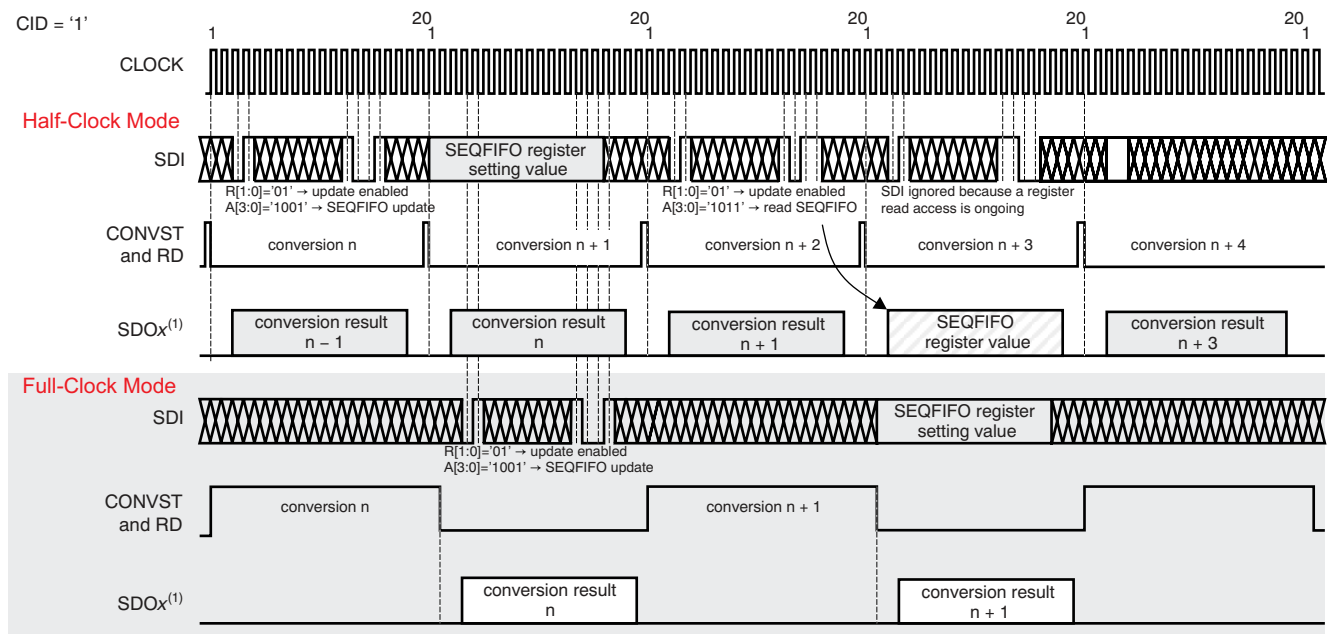 CID = ‘1’
1
20
1
20
1
20
1
20
1
20
1
CLOCK
Half-Clock Mode
SDI
SEQFIFO register
setting value
R[1:0]='01' → update enabled
A[3:0]='1001' → SEQFIFO update
R[1:0]='01' → update enabled
A[3:0]='1011' → read SEQFIFO
SDI ignored because a register
read access is ongoing
CONVST
and RD
conversion n
conversion n + 1
conversion n + 2
conversion n + 3
conversion n + 4
SDOx(1)
conversion result
n – 1
conversion result
n
conversion result
n + 1
SEQFIFO
register value
conversion result
n + 3
Full-Clock Mode
SDI
SEQFIFO register
setting value
R[1:0]='01' → update enabled
A[3:0]='1001' → SEQFIFO update
CONVST
and RD
conversion n
conversion n + 1
SDOx(1)
conversion result
n
conversion result
n + 1